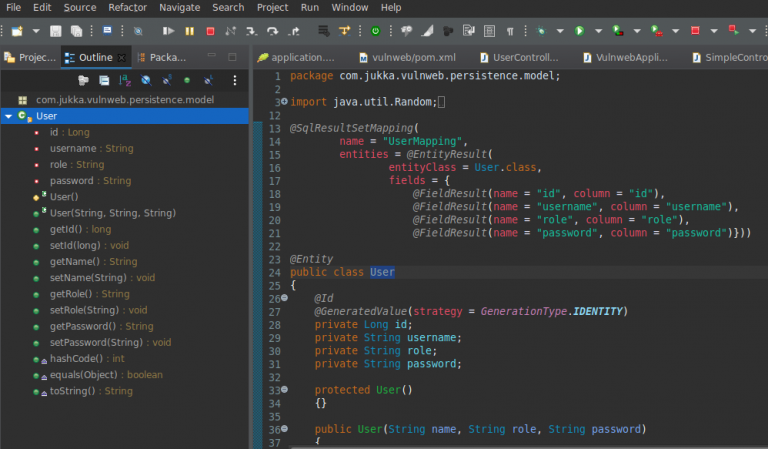 File Edit Source Refactor Navigate Search Project Run Window Help
Projec... Outline Packa...
application.... vulnweb/pom.xml UserControll... VulnwebAppli... SimpleContro
com.jukka.vulnweb.persistence.model
User
id : Long
username : String
role : String
password : String
User()
User(String, String, String)
getId() : long
setId(long) : void
getName() : String
setName(String) : void
getRole() : String
setRole(String) : void
getPassword() : String
setPassword(String) : void
hashCode() : int
equals(Object) : boolean
toString() : String
1 package com.jukka.vulnweb.persistence.model;
2
3 import java.util.Random;
12
13 @SqlResultSetMapping(
14 name = "UserMapping",
15 entities = @EntityResult(
16 entityClass = User.class,
17 fields = {
18 @FieldResult(name = "id", column = "id"),
19 @FieldResult(name = "username", column = "username"),
20 @FieldResult(name = "role", column = "role"),
21 @FieldResult(name = "password", column = "password")}))
22
23 @Entity
24 public class User
25 {
26 @Id
27 @GeneratedValue(strategy = GenerationType.IDENTITY)
28 private Long id;
29 private String username;
30 private String role;
31 private String password;
32
33 protected User()
34 {}
35
36 public User(String name, String role, String password)
37 {